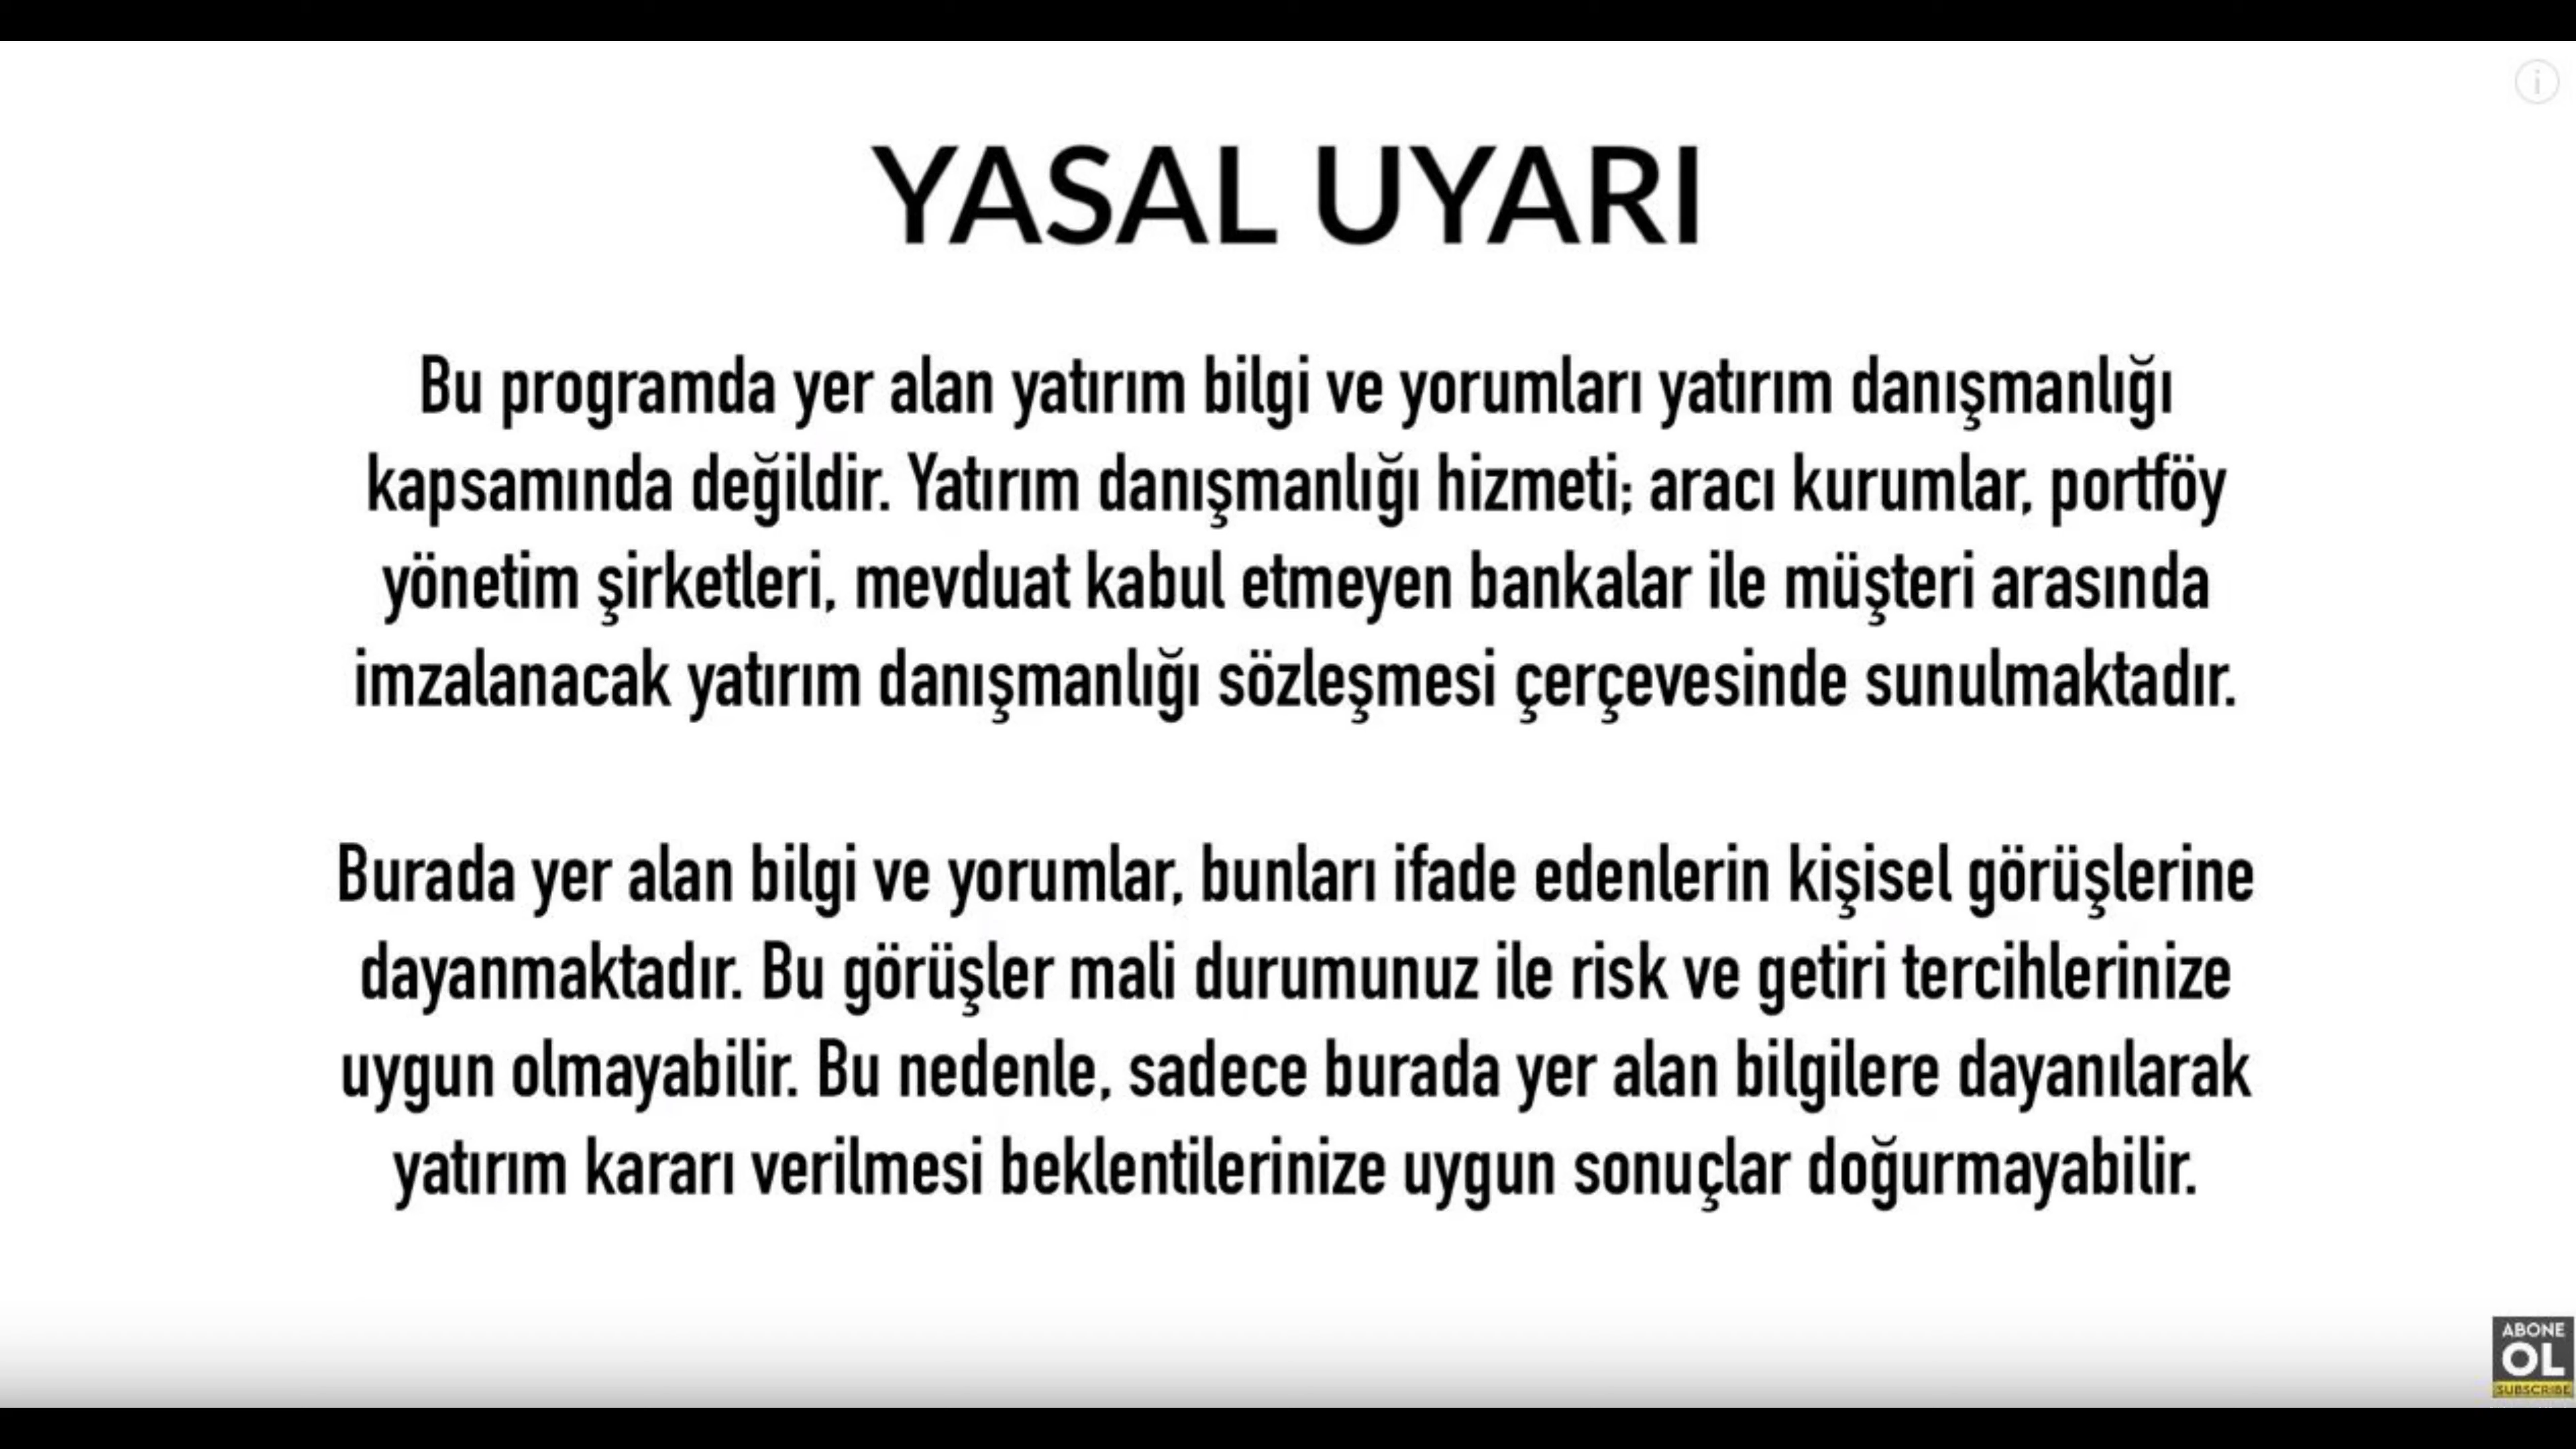 YASAL UYARI
Bu programda yer alan yatırım bilgi ve yorumları yatırım danışmanlığı
kapsamında değildir. Yatırım danışmanlığı hizmeti; aracı kurumlar, portföy
yönetim şirketleri, mevduat kabul etmeyen bankalar ile müşteri arasında
imzalanacak yatırım danışmanlığı sözleşmesi çerçevesinde sunulmaktadır.
Burada yer alan bilgi ve yorumlar, bunları ifade edenlerin kişisel görüşlerine
dayanmaktadır. Bu görüşler mali durumunuz ile risk ve getiri tercihlerinize
uygun olmayabilir. Bu nedenle, sadece burada yer alan bilgilere dayanılarak
yatırım kararı verilmesi beklentilerinize uygun sonuçlar doğurmayabilir.
ABONE
OL
SUBSCRIBE